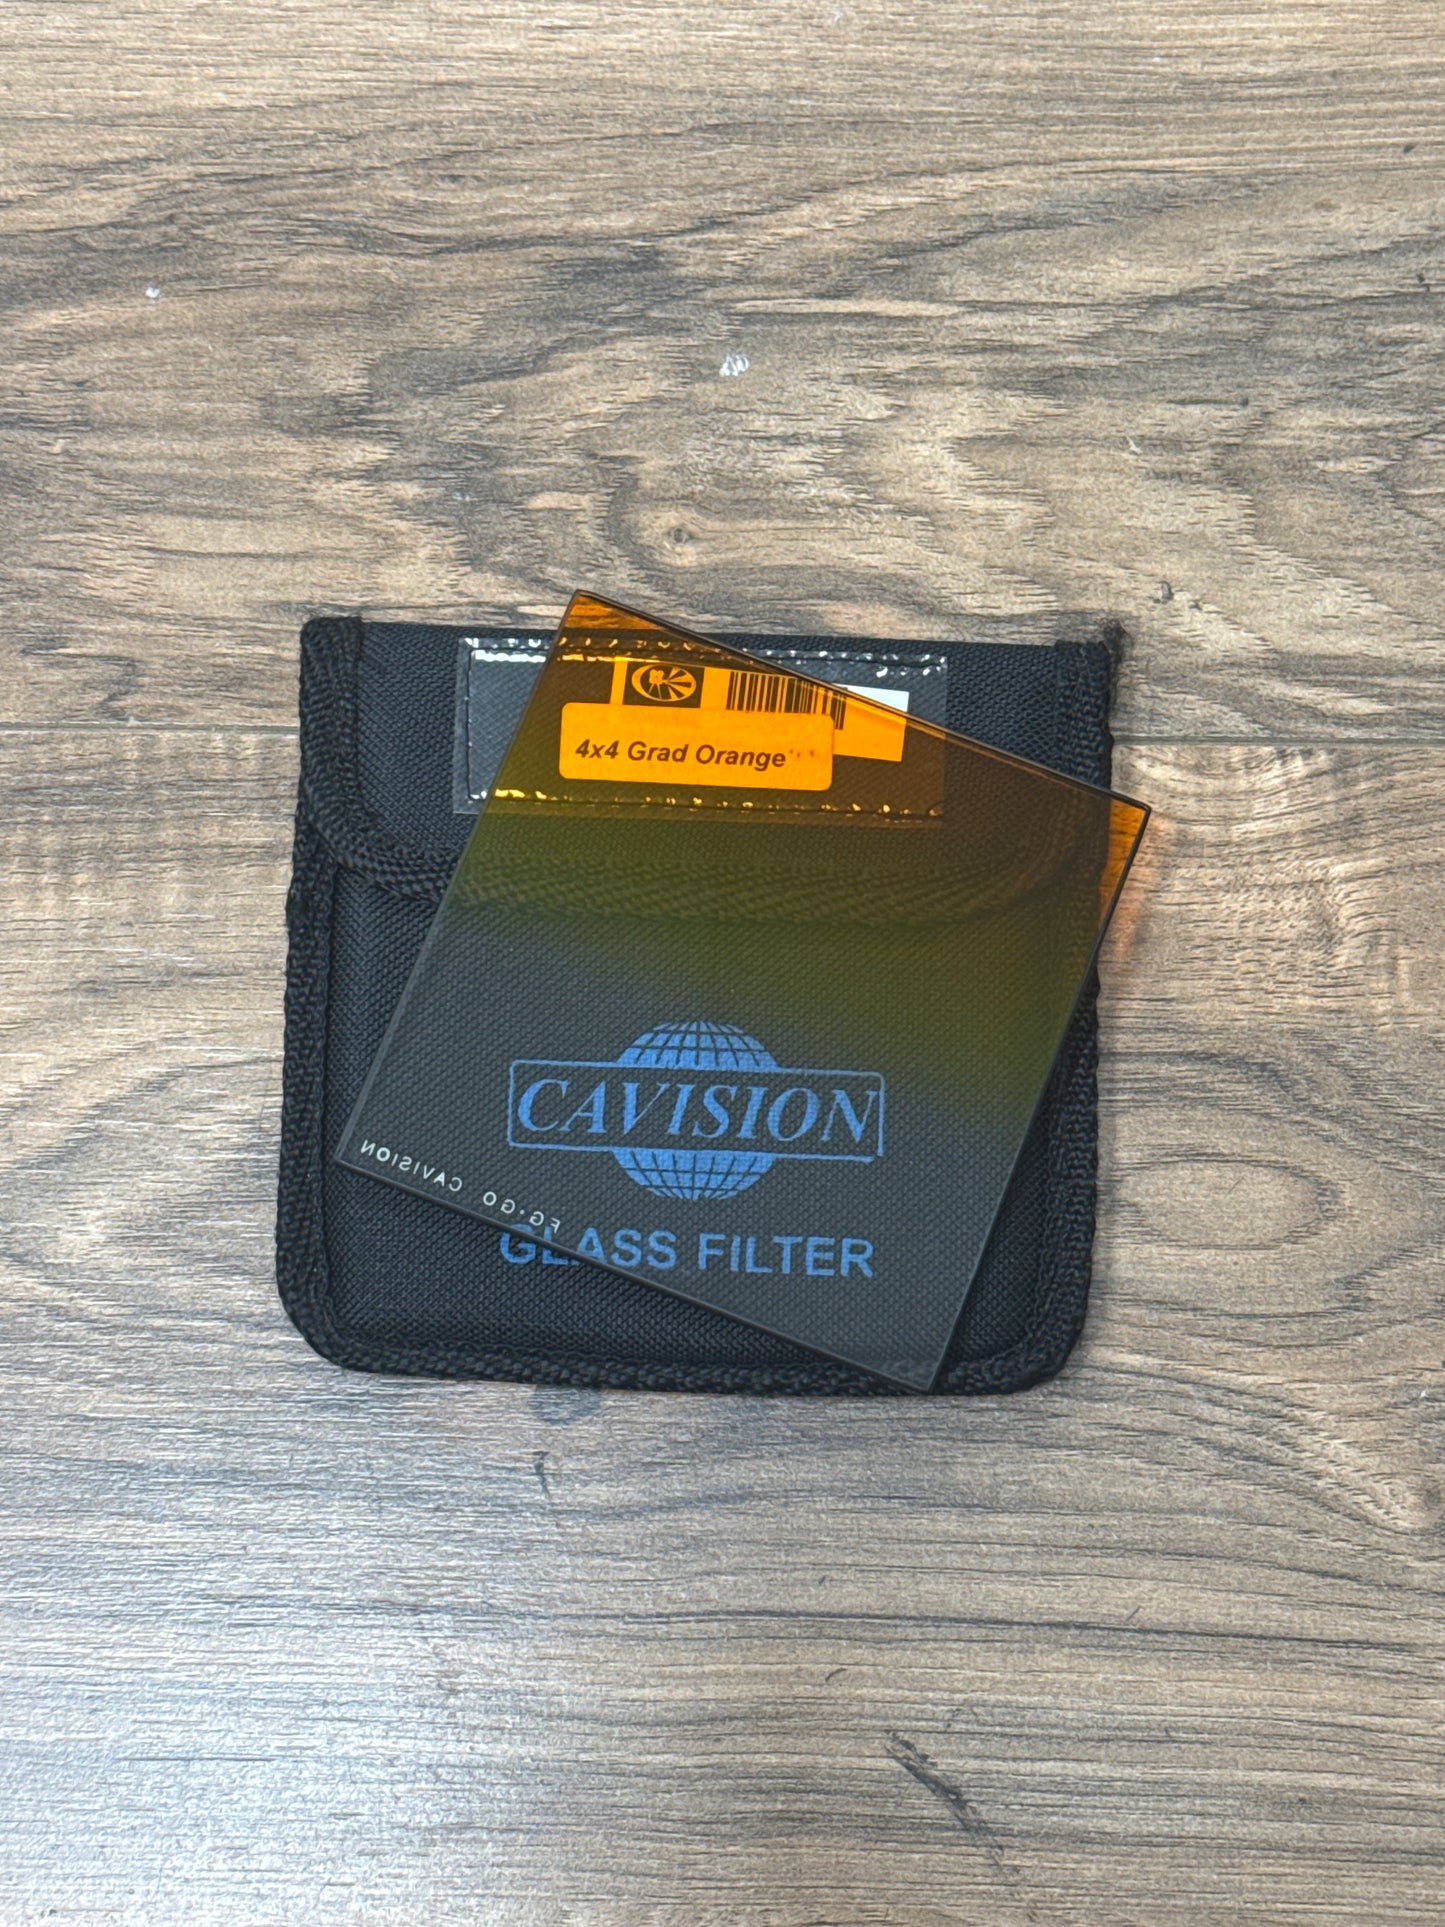 4x4 Grad Orange
CAVISION
FG·GO CAVISION
GLASS FILTER